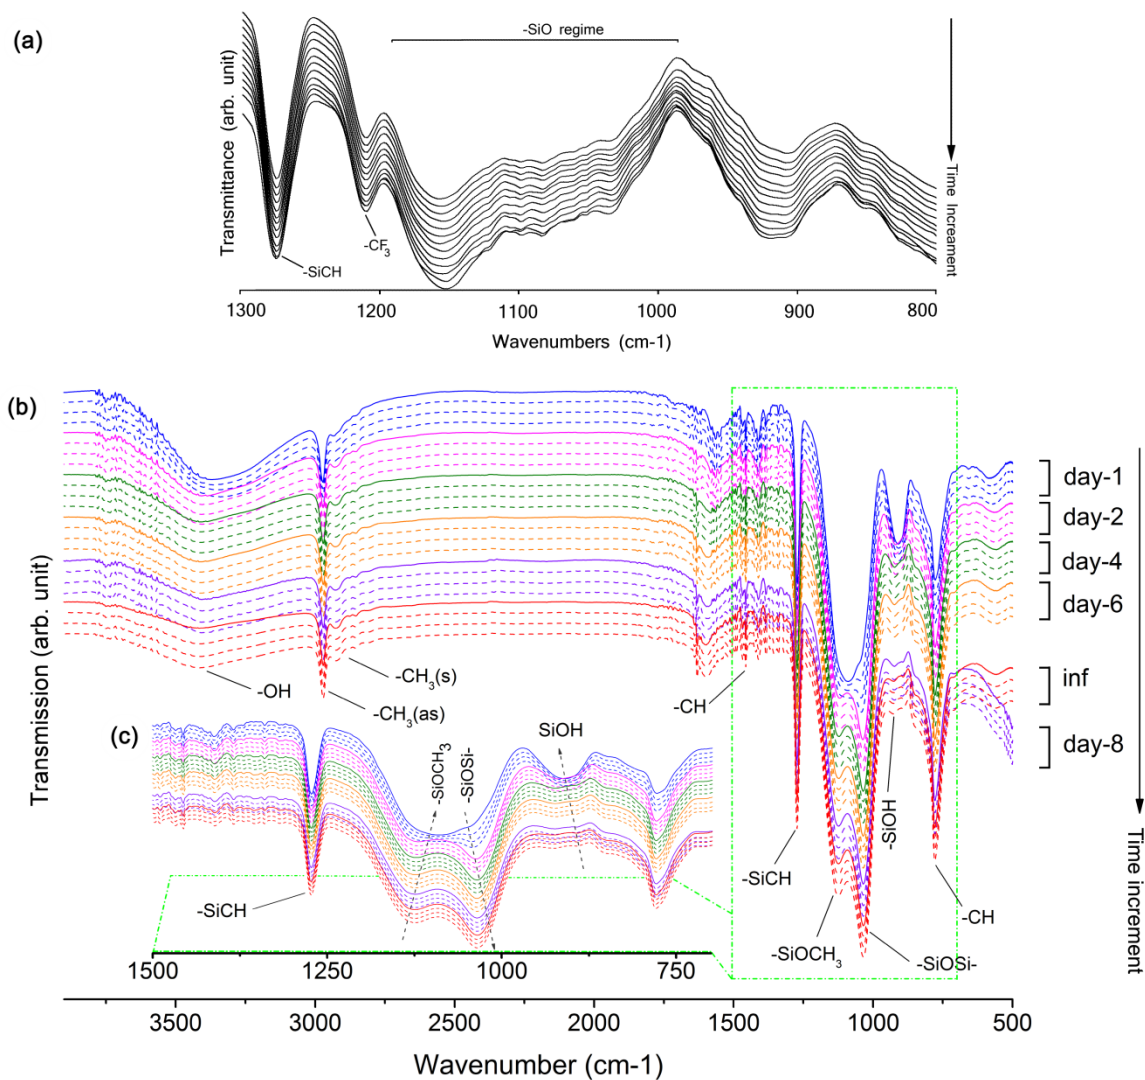 (a)
-SiO regime
Transmittance (arb. unit)
Time Increament
-CF3
-SiCH
1300 1200 1100 1000 900 800
Wavenumbers (cm-1)
(b)
Transmission (arb. unit)
day-1
day-2
day-4
day-6
inf
day-8
Time increment
-OH
-CH3(s)
-CH3(as)
-CH
-SiOH
-SiCH
-CH
-SiOCH3
-SiOSi-
(c)
-SiOCH3
-SiOSi-
SiOH
-SiCH
1500 1250 1000 750
3500 3000 2500 2000 1500 1000 500
Wavenumber (cm-1)